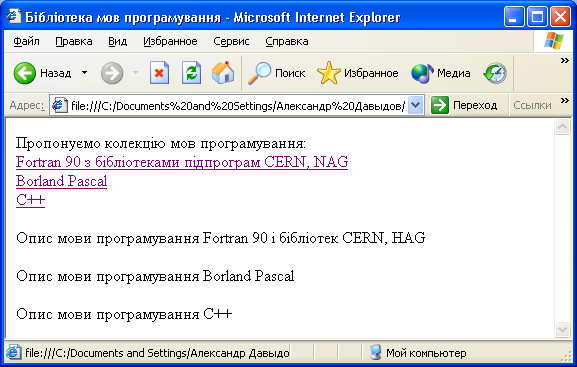 Бібліотека мов програмування - Microsoft Internet Explorer
Файл Правка Вид Избранное Сервис Справка
Назад Поиск Избранное Медиа
Адрес: file:///C:/Documents%20and%20Settings/Александр%20Давыдов/ Переход Ссылки
Пропонуємо колекцію мов програмування:
Fortran 90 з бібліотеками підпрограм CERN, NAG
Borland Pascal
C++
Опис мови програмування Fortran 90 і бібліотек CERN, HAG
Опис мови програмування Borland Pascal
Опис мови програмування C++
file:///C:/Documents and Settings/Александр Давыдо Мой компьютер